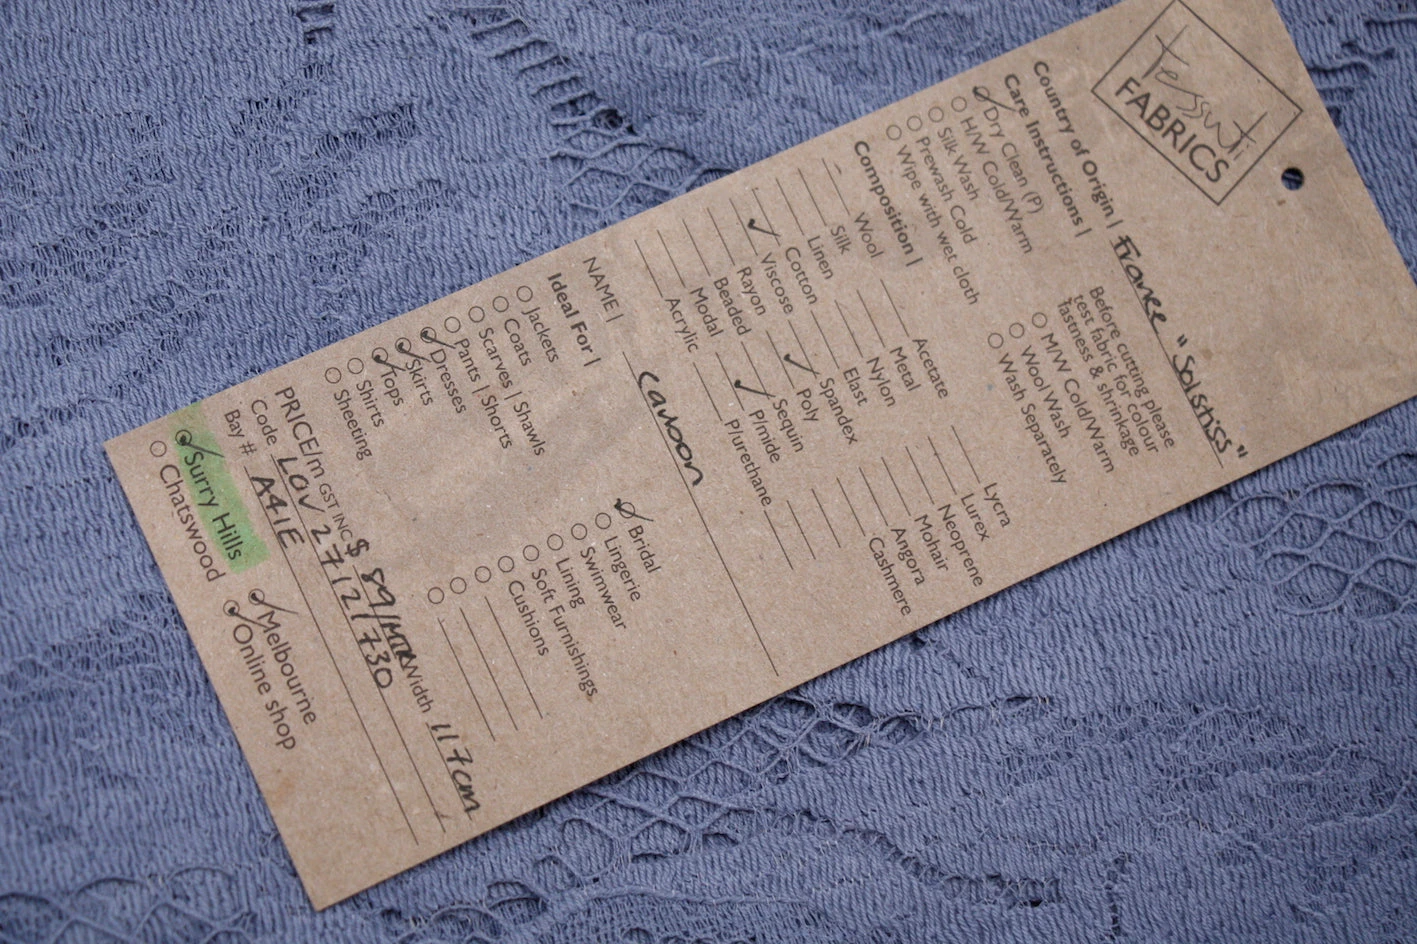 tessuti
FABRICS
Country of Origin | France "Solstiss"
Care Instructions |
Before cutting please
test fabric for colour
fastness & shrinkage
Dry Clean (P)
H/W Cold/Warm
Silk Wash
Prewash Cold
Wipe with wet cloth
M/W Cold/Warm
Wool Wash
Wash Separately
Composition |
Wool Acetate Lycra
Silk Metal Lurex
Linen Nylon Neoprene
Cotton Elast Mohair
Viscose Spandex Angora
Rayon Poly Cashmere
Beaded Sequin
Modal P/mide
Acrylic P/urethane
NAME |
Ideal For |
Jackets Bridal
Coats Lingerie
Scarves | Shawls Swimwear
Pants | Shorts Lining
Dresses Soft Furnishings
Skirts Cushions
Tops
Shirts
Sheeting
PRICE/m GST INC $ 89/MTR Width 117cm
Code LOV 27121730
Bay # A41E
Surry Hills Melbourne
Chatswood Online shop